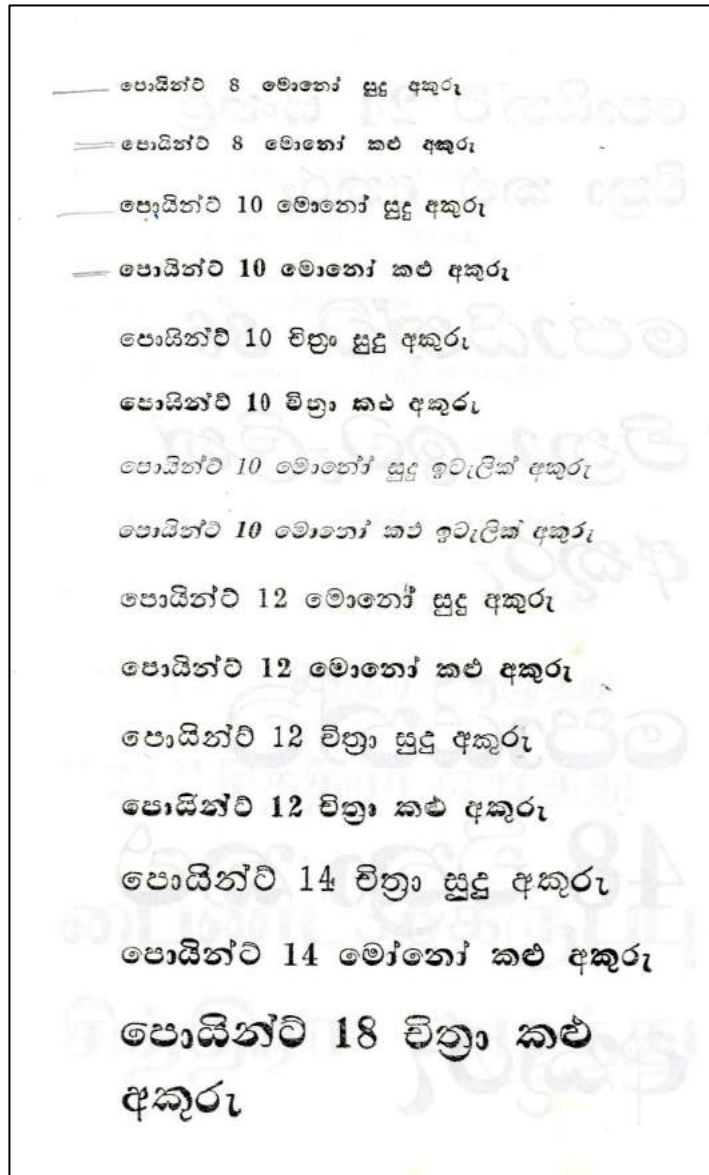 පොයින්ට් 8 මොනෝ සුදු අකුරු
පොයින්ට් 8 මොනෝ කළු අකුරු
පොයින්ට් 10 මොනෝ සුදු අකුරු
පොයින්ට් 10 මොනෝ කළු අකුරු
පොයින්ට් 10 චිත්‍රා සුදු අකුරු
පොයින්ට් 10 චිත්‍රා කළු අකුරු
පොයින්ට් 10 මොනෝ සුදු ඉටැලික් අකුරු
පොයින්ට් 10 මොනෝ කළු ඉටැලික් අකුරු
පොයින්ට් 12 මොනෝ සුදු අකුරු
පොයින්ට් 12 මොනෝ කළු අකුරු
පොයින්ට් 12 චිත්‍රා සුදු අකුරු
පොයින්ට් 12 චිත්‍රා කළු අකුරු
පොයින්ට් 14 චිත්‍රා සුදු අකුරු
පොයින්ට් 14 මෝනෝ කළු අකුරු
පොයින්ට් 18 චිත්‍රා කළු
අකුරු